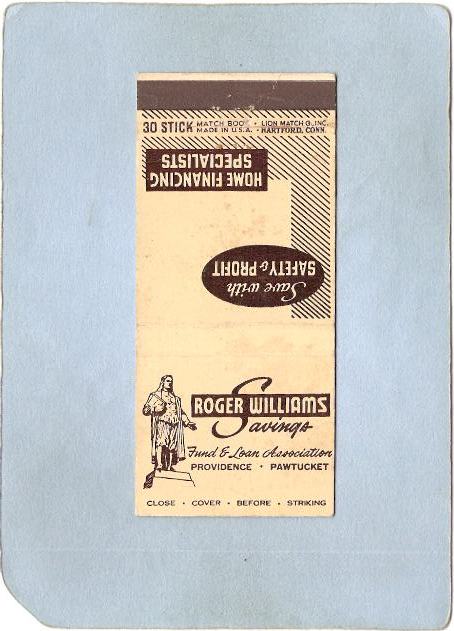 30 STICK MATCH BOOK · LION MATCH Co., INC.
MADE IN U.S.A. · HARTFORD, CONN.
HOME FINANCING
SPECIALISTS
Save with
SAFETY & PROFIT
ROGER WILLIAMS
Savings
Fund & Loan Association
PROVIDENCE · PAWTUCKET
CLOSE · COVER · BEFORE · STRIKING